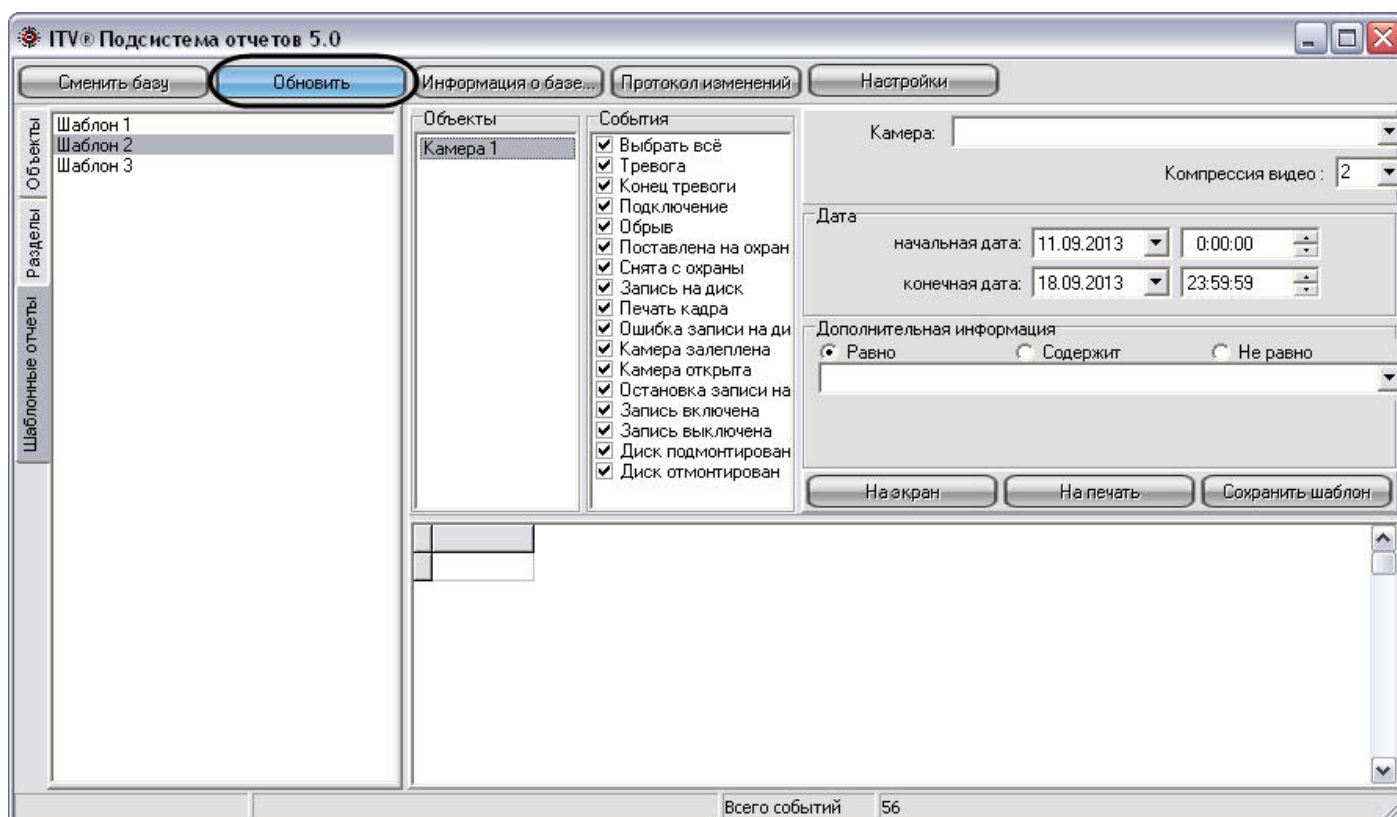 ITV® Подсистема отчетов 5.0
Сменить базу
Обновить
Информация о базе...
Протокол изменений
Настройки
Объекты
Разделы
Шаблонные отчеты
Шаблон 1
Шаблон 2
Шаблон 3
Объекты
Камера 1
События
Выбрать всё
Тревога
Конец тревоги
Подключение
Обрыв
Поставлена на охран
Снята с охраны
Запись на диск
Печать кадра
Ошибка записи на ди
Камера залеплена
Камера открыта
Остановка записи на
Запись включена
Запись выключена
Диск подмонтирован
Диск отмонтирован
Камера:
Компрессия видео : 2
Дата
начальная дата: 11.09.2013 0:00:00
конечная дата: 18.09.2013 23:59:59
Дополнительная информация
Равно Содержит Не равно
На экран
На печать
Сохранить шаблон
Всего событий 56